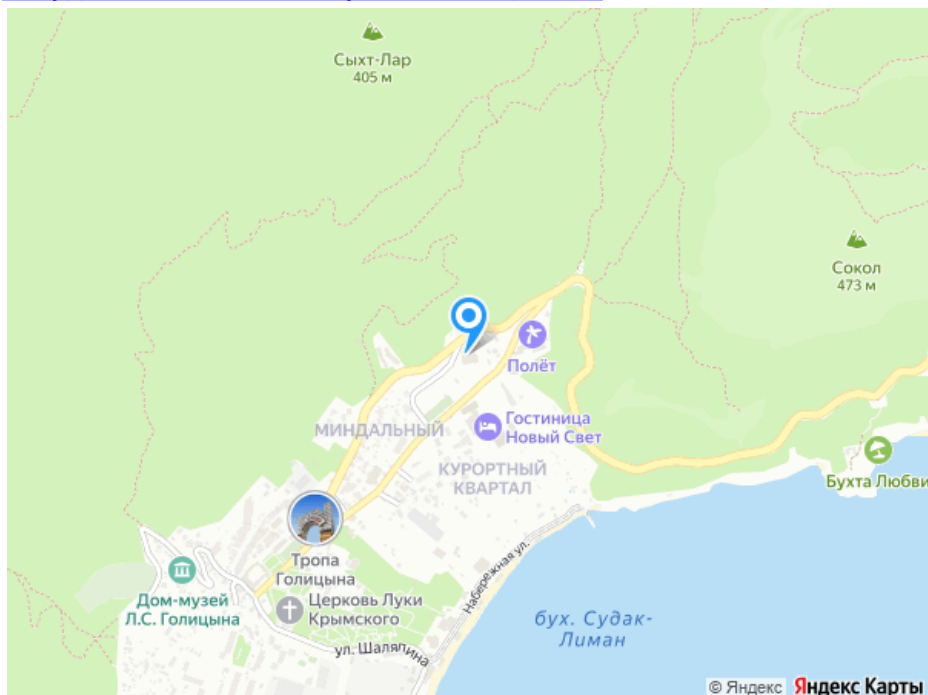 Сыхт-Лар
405 м
Сокол
473 м
Полёт
Гостиница
Новый Свет
МИНДАЛЬНЫЙ
КУРОРТНЫЙ
КВАРТАЛ
Бухта Любви
Тропа
Голицына
Набережная ул.
Дом-музей
Л.С. Голицына
Церковь Луки
Крымского
бух. Судак-
Лиман
ул. Шаляпина
© Яндекс Яндекс Карты